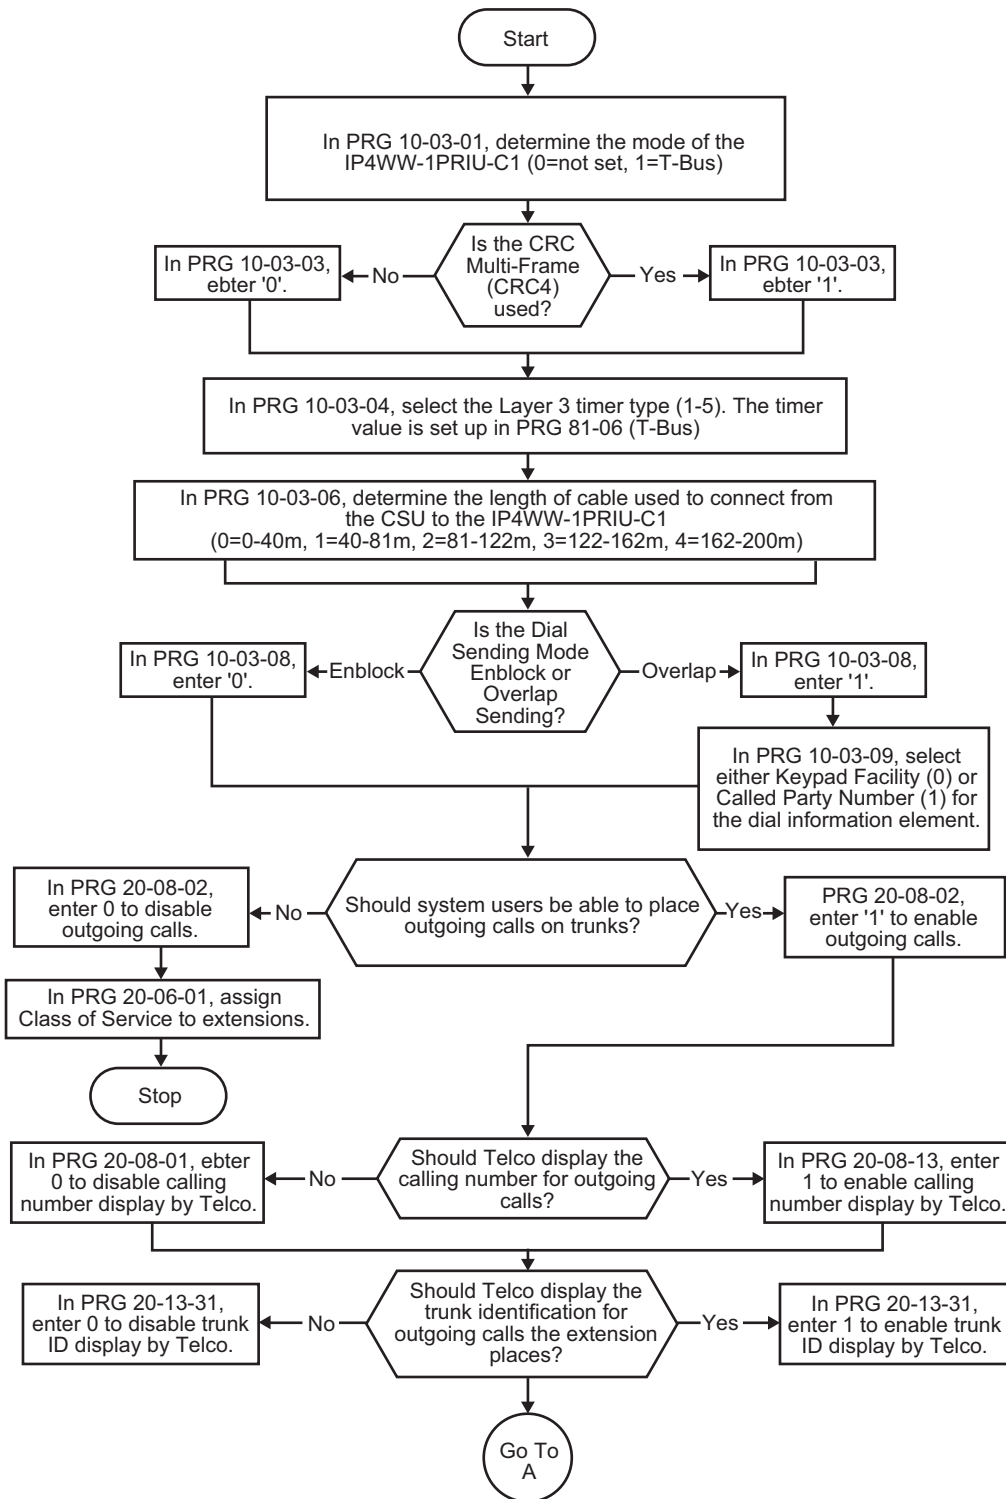 Start
In PRG 10-03-01, determine the mode of the
IP4WW-1PRIU-C1 (0=not set, 1=T-Bus)
Is the CRC
Multi-Frame
(CRC4)
used?
No
Yes
In PRG 10-03-03,
ebter '0'.
In PRG 10-03-03,
ebter '1'.
In PRG 10-03-04, select the Layer 3 timer type (1-5). The timer
value is set up in PRG 81-06 (T-Bus)
In PRG 10-03-06, determine the length of cable used to connect from
the CSU to the IP4WW-1PRIU-C1
(0=0-40m, 1=40-81m, 2=81-122m, 3=122-162m, 4=162-200m)
Is the Dial
Sending Mode
Enblock or
Overlap
Sending?
Enblock
Overlap
In PRG 10-03-08,
enter '0'.
In PRG 10-03-08,
enter '1'.
In PRG 10-03-09, select
either Keypad Facility (0) or
Called Party Number (1) for
the dial information element.
Should system users be able to place
outgoing calls on trunks?
No
Yes
In PRG 20-08-02,
enter 0 to disable
outgoing calls.
PRG 20-08-02,
enter '1' to enable
outgoing calls.
In PRG 20-06-01, assign
Class of Service to extensions.
Stop
Should Telco display the
calling number for outgoing
calls?
No
Yes
In PRG 20-08-01, ebter
0 to disable calling
number display by Telco.
In PRG 20-08-13, enter
1 to enable calling
number display by Telco.
Should Telco display the
trunk identification for
outgoing calls the extension
places?
No
Yes
In PRG 20-13-31,
enter 0 to disable trunk
ID display by Telco.
In PRG 20-13-31,
enter 1 to enable trunk
ID display by Telco.
Go To
A